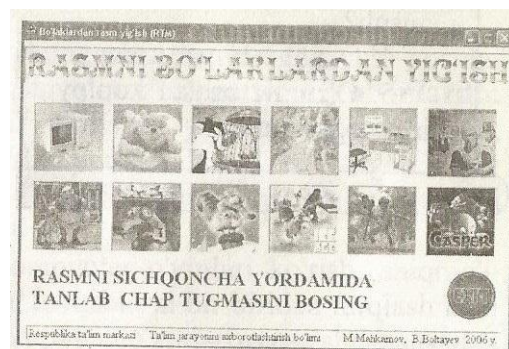 Bo'laklardan rasm yig'ish (RTM)
RASMNI BO'LAKLARDAN YIG'ISH
CASPER
RASMNI SICHQONCHA YORDAMIDA
TANLAB CHAP TUGMASINI BOSING
Respublika ta'lim markazi Ta'lim jarayonini axborotlashtirish bo'limi M.Mahkamov, B.Boltayev 2006 y.